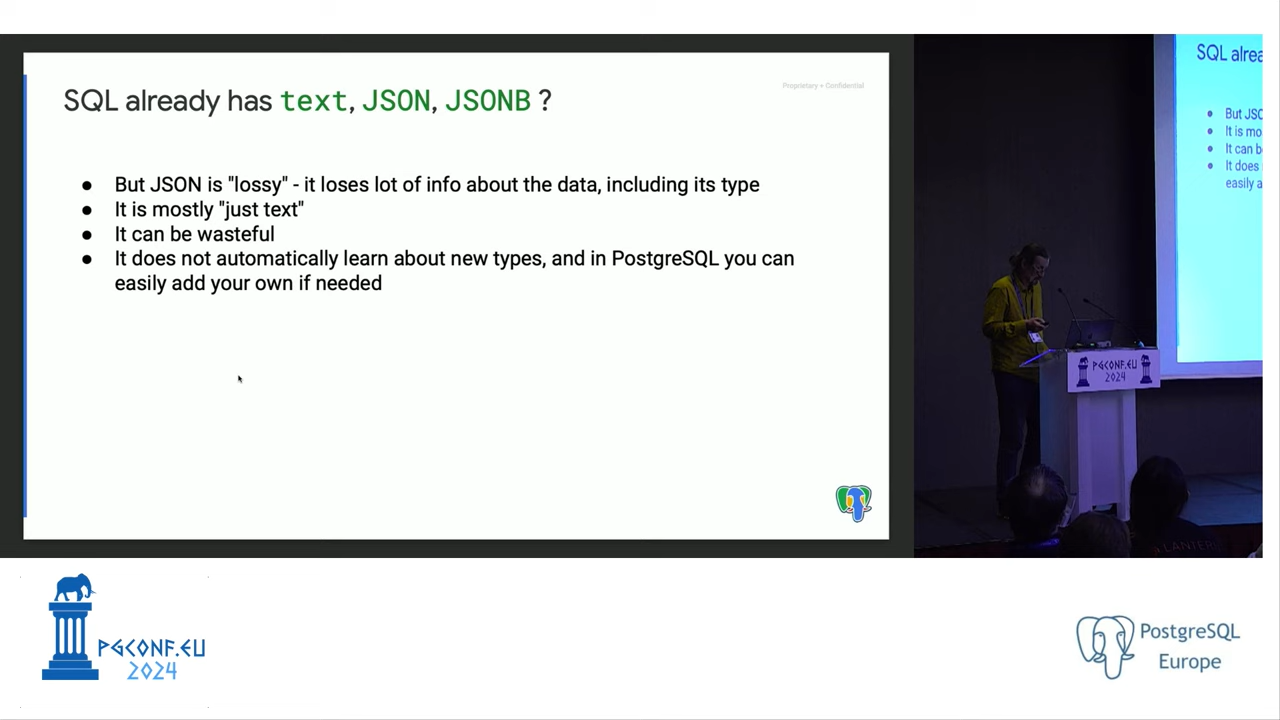 SQL already has text, JSON, JSONB ?
Proprietary + Confidential
● But JSON is "lossy" - it loses lot of info about the data, including its type
● It is mostly "just text"
● It can be wasteful
● It does not automatically learn about new types, and in PostgreSQL you can
easily add your own if needed
SQL alrea
● But JSO
● It is mo
● It can b
● It does
easily a
PGCONF.EU
2024
LANTER
PGCONF.EU
2024
PostgreSQL
Europe